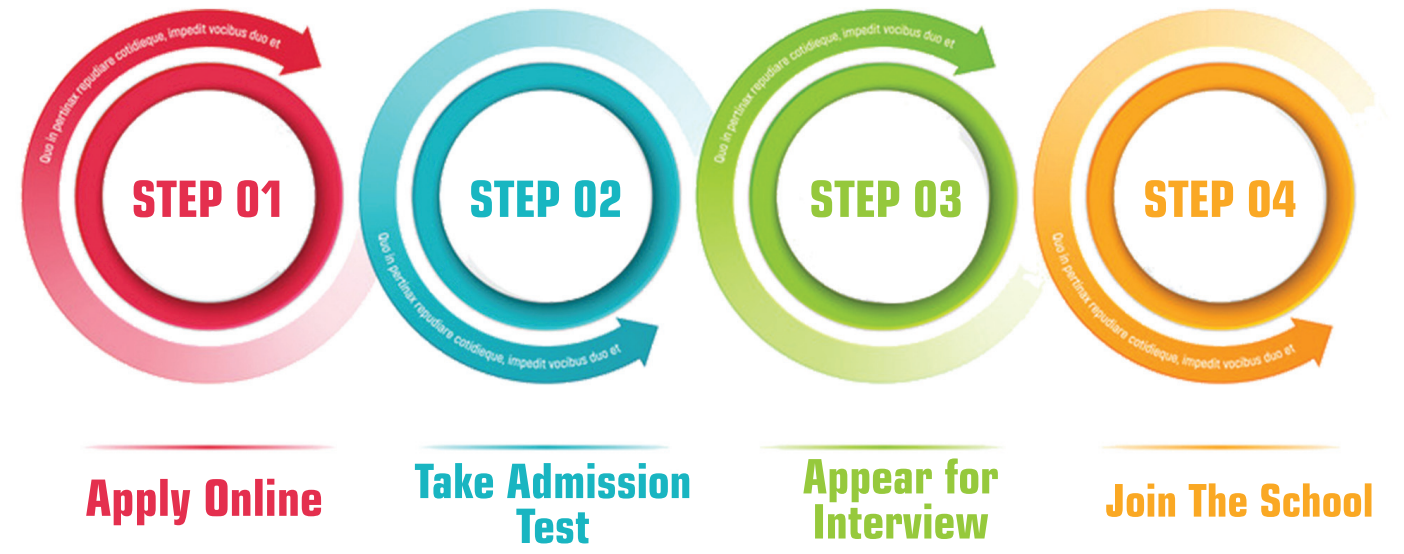 Quo in pertinax repudiare cotidieque, impedit vocibus duo et
STEP 01
Apply Online
Quo in pertinax repudiare cotidieque, impedit vocibus duo et
STEP 02
Take Admission
Test
Quo in pertinax repudiare cotidieque, impedit vocibus duo et
STEP 03
Appear for
Interview
Quo in pertinax repudiare cotidieque, impedit vocibus duo et
STEP 04
Join The School